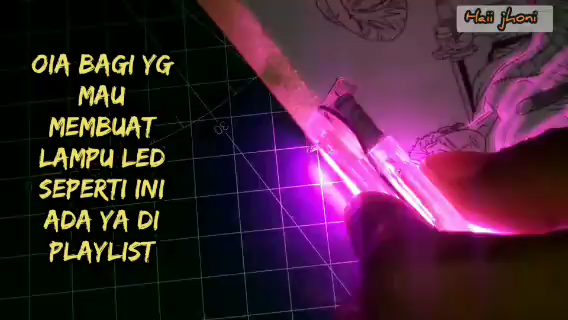 Haii jhoni
OIA BAGI YG
MAU
MEMBUAT
LAMPU LED
SEPERTI INI
ADA YA DI
PLAYLIST